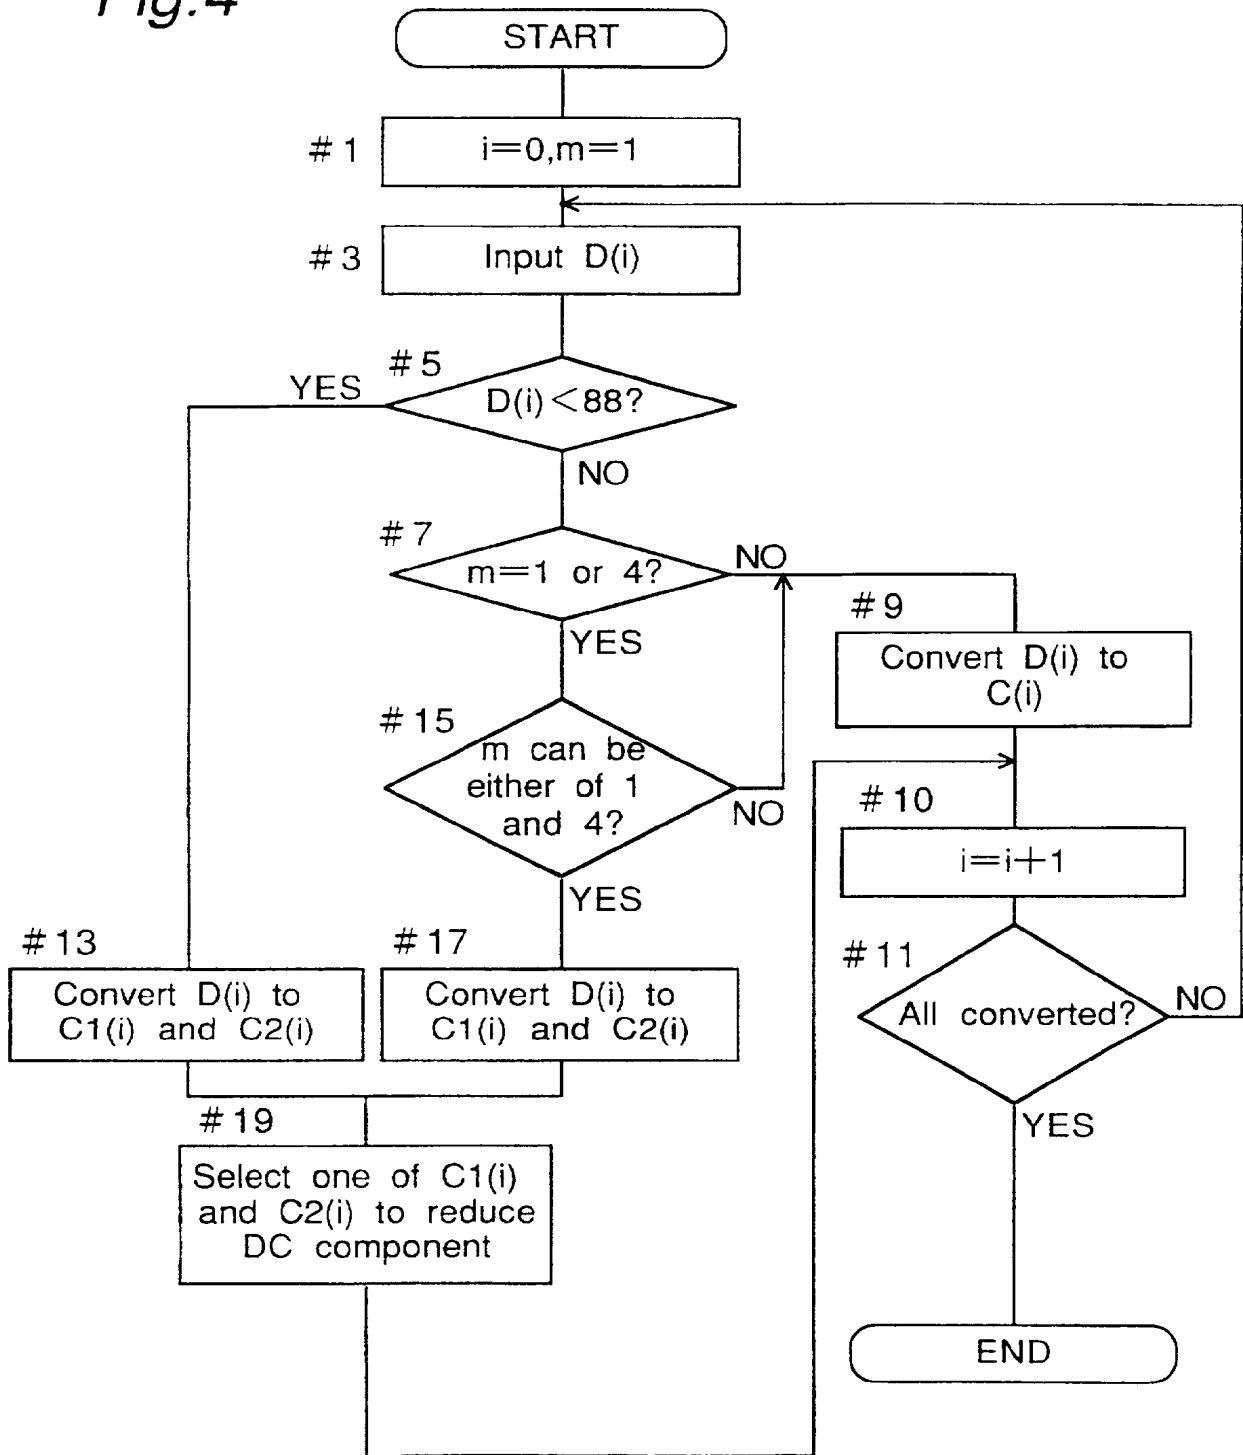 Fig.4
START
#1
i=0,m=1
#3
Input D(i)
#5
YES
D(i)<88?
NO
#7
m=1 or 4?
NO
YES
#9
Convert D(i) to
C(i)
#15
m can be
either of 1
and 4?
NO
YES
#10
i=i+1
#11
All converted?
NO
YES
#13
Convert D(i) to
C1(i) and C2(i)
#17
Convert D(i) to
C1(i) and C2(i)
#19
Select one of C1(i)
and C2(i) to reduce
DC component
END